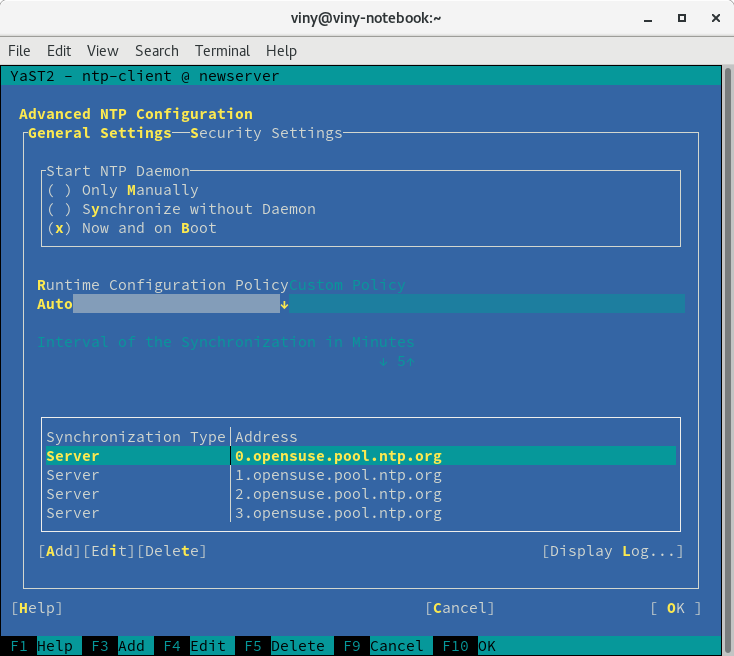 viny@viny-notebook:~
File Edit View Search Terminal Help
YaST2 - ntp-client @ newserver
Advanced NTP Configuration
General Settings Security Settings
Start NTP Daemon
( ) Only Manually
( ) Synchronize without Daemon
(x) Now and on Boot
Runtime Configuration Policy Custom Policy
Auto ↓
Interval of the Synchronization in Minutes
↓ 5↑
Synchronization Type Address
Server 0.opensuse.pool.ntp.org
Server 1.opensuse.pool.ntp.org
Server 2.opensuse.pool.ntp.org
Server 3.opensuse.pool.ntp.org
[Add][Edit][Delete] [Display Log...]
[Help] [Cancel] [ OK ]
F1 Help F3 Add F4 Edit F5 Delete F9 Cancel F10 OK